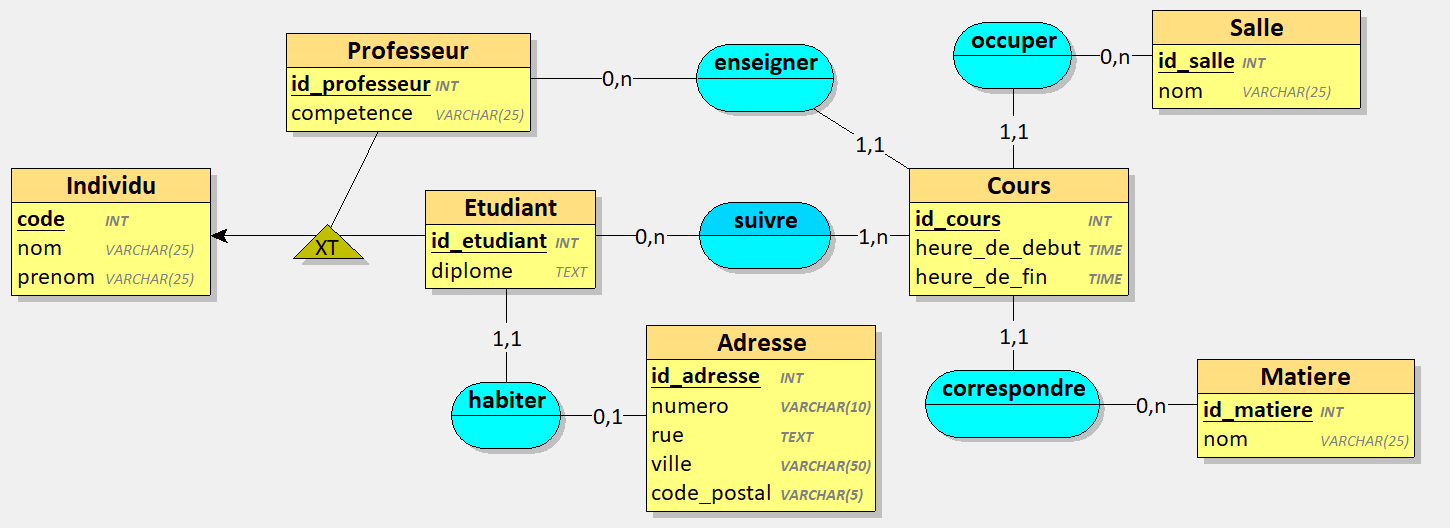 Professeur
id_professeur INT
competence VARCHAR(25)
0,n
enseigner
1,1
occuper
0,n
1,1
Salle
id_salle INT
nom VARCHAR(25)
Individu
code INT
nom VARCHAR(25)
prenom VARCHAR(25)
XT
Etudiant
id_etudiant INT
diplome TEXT
0,n
suivre
1,n
Cours
id_cours INT
heure_de_debut TIME
heure_de_fin TIME
1,1
habiter
0,1
Adresse
id_adresse INT
numero VARCHAR(10)
rue TEXT
ville VARCHAR(50)
code_postal VARCHAR(5)
1,1
correspondre
0,n
Matiere
id_matiere INT
nom VARCHAR(25)